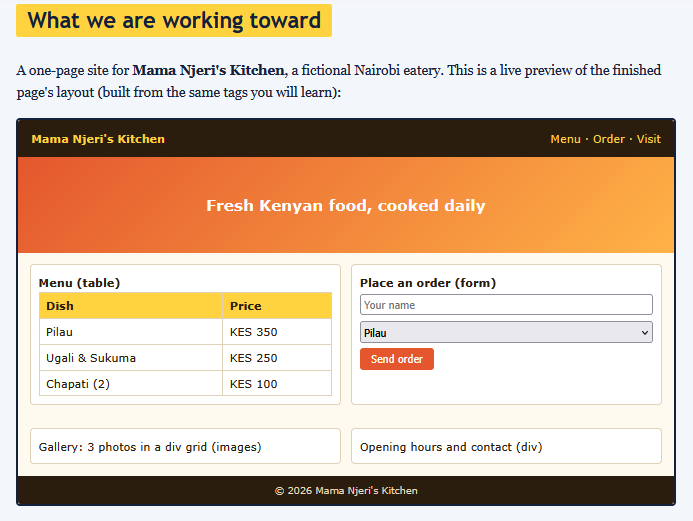 What we are working toward
A one-page site for Mama Njeri's Kitchen, a fictional Nairobi eatery. This is a live preview of the finished
page's layout (built from the same tags you will learn):
Mama Njeri's Kitchen
Menu · Order · Visit
Fresh Kenyan food, cooked daily
Menu (table)
Dish Price
Pilau KES 350
Ugali & Sukuma KES 250
Chapati (2) KES 100
Place an order (form)
Your name
Pilau
Send order
Gallery: 3 photos in a div grid (images)
Opening hours and contact (div)
© 2026 Mama Njeri's Kitchen